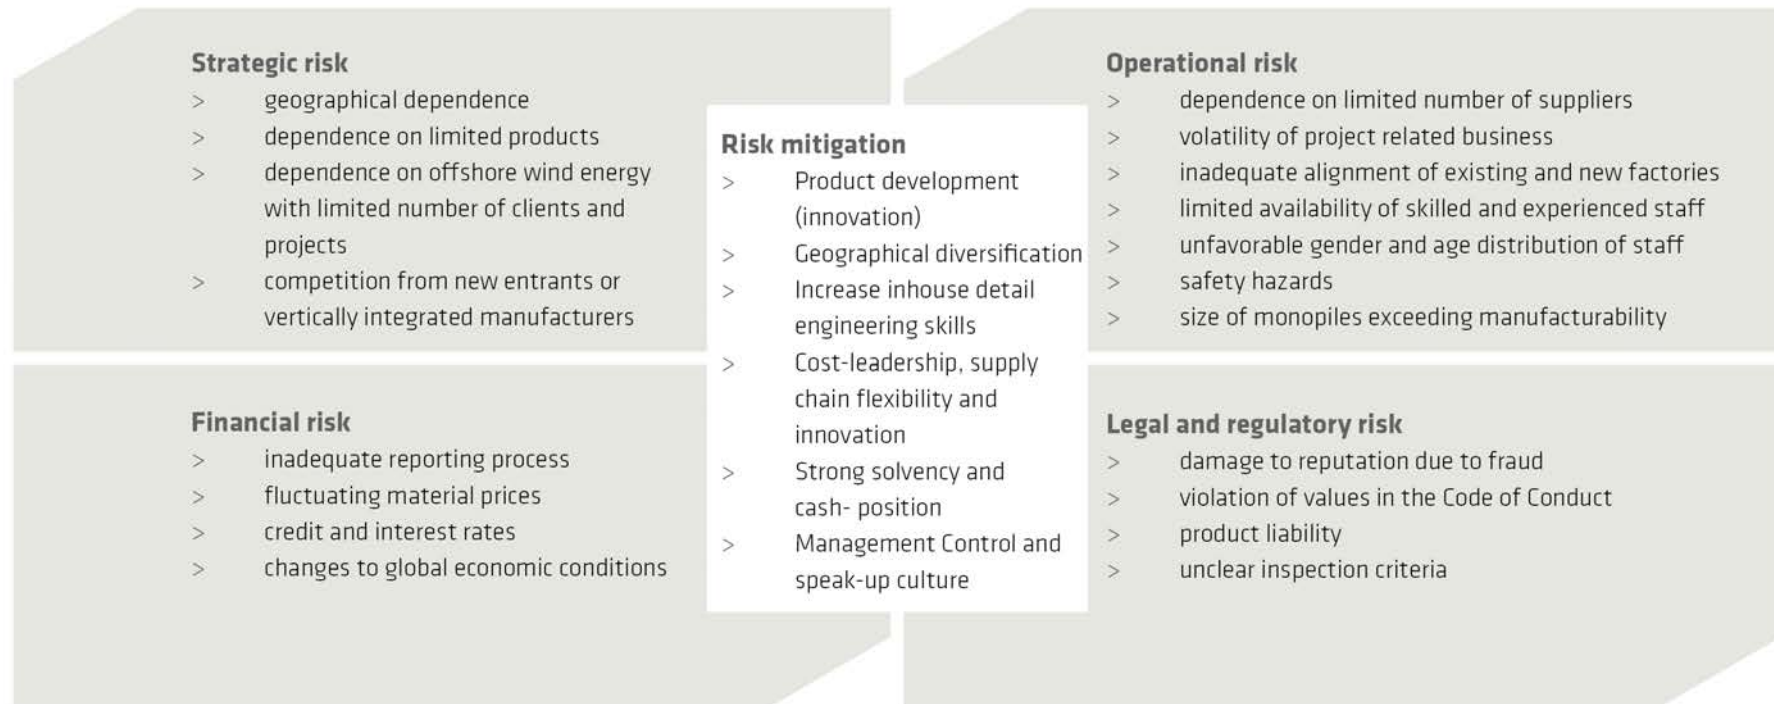 Strategic risk
> geographical dependence
> dependence on limited products
> dependence on offshore wind energy
with limited number of clients and
projects
> competition from new entrants or
vertically integrated manufacturers
Risk mitigation
> Product development
(innovation)
> Geographical diversification
> Increase inhouse detail
engineering skills
> Cost-leadership, supply
chain flexibility and
innovation
> Strong solvency and
cash- position
> Management Control and
speak-up culture
Operational risk
> dependence on limited number of suppliers
> volatility of project related business
> inadequate alignment of existing and new factories
> limited availability of skilled and experienced staff
> unfavorable gender and age distribution of staff
> safety hazards
> size of monopiles exceeding manufacturability
Financial risk
> inadequate reporting process
> fluctuating material prices
> credit and interest rates
> changes to global economic conditions
Legal and regulatory risk
> damage to reputation due to fraud
> violation of values in the Code of Conduct
> product liability
> unclear inspection criteria